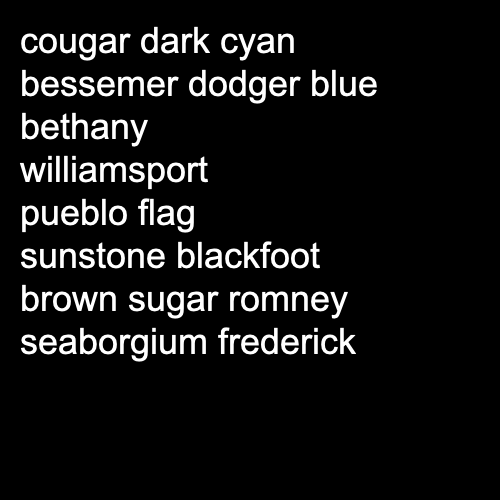 cougar dark cyan
bessemer dodger blue
bethany
williamsport
pueblo flag
sunstone blackfoot
brown sugar romney
seaborgium frederick